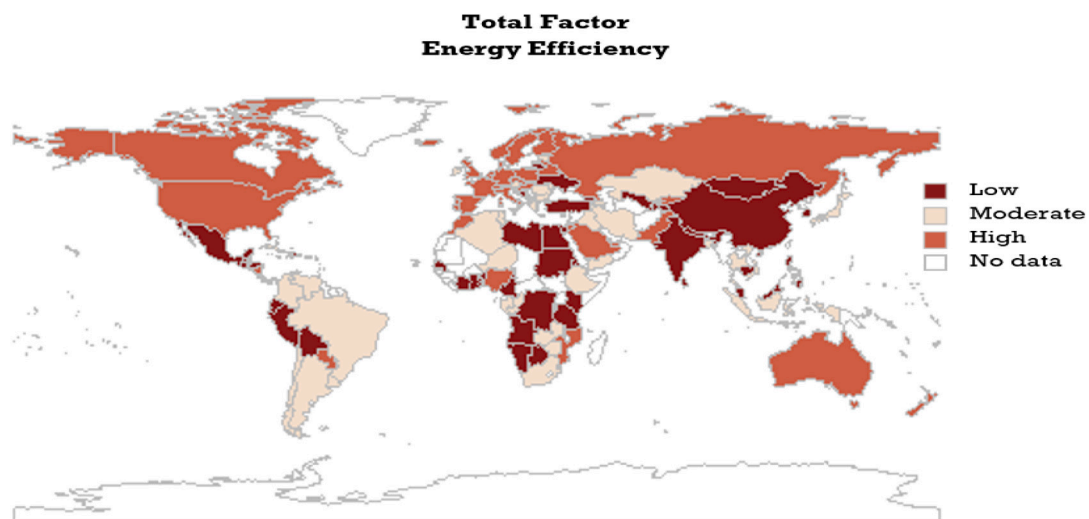 Total Factor
Energy Efficiency
Low
Moderate
High
No data